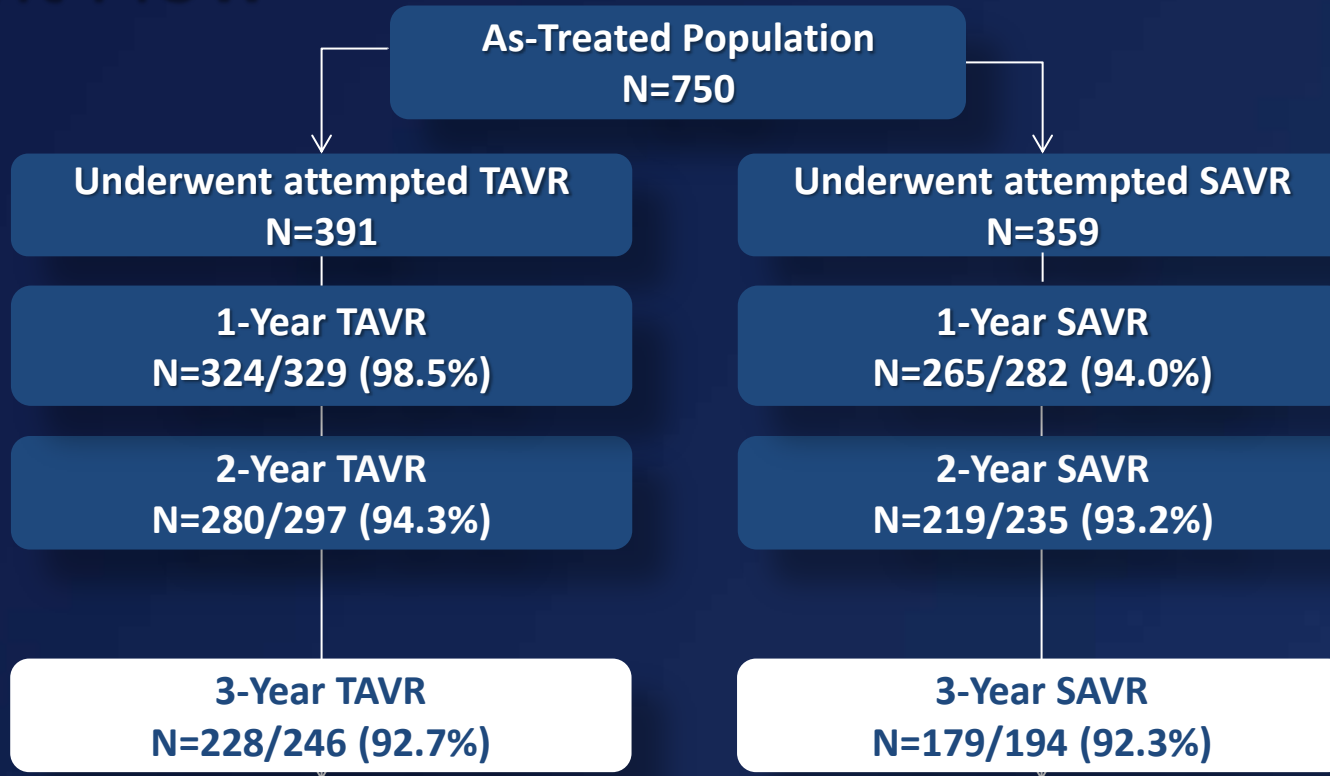 As-Treated Population
N=750
Underwent attempted TAVR
N=391
Underwent attempted SAVR
N=359
1-Year TAVR
N=324/329 (98.5%)
1-Year SAVR
N=265/282 (94.0%)
2-Year TAVR
N=280/297 (94.3%)
2-Year SAVR
N=219/235 (93.2%)
3-Year TAVR
N=228/246 (92.7%)
3-Year SAVR
N=179/194 (92.3%)